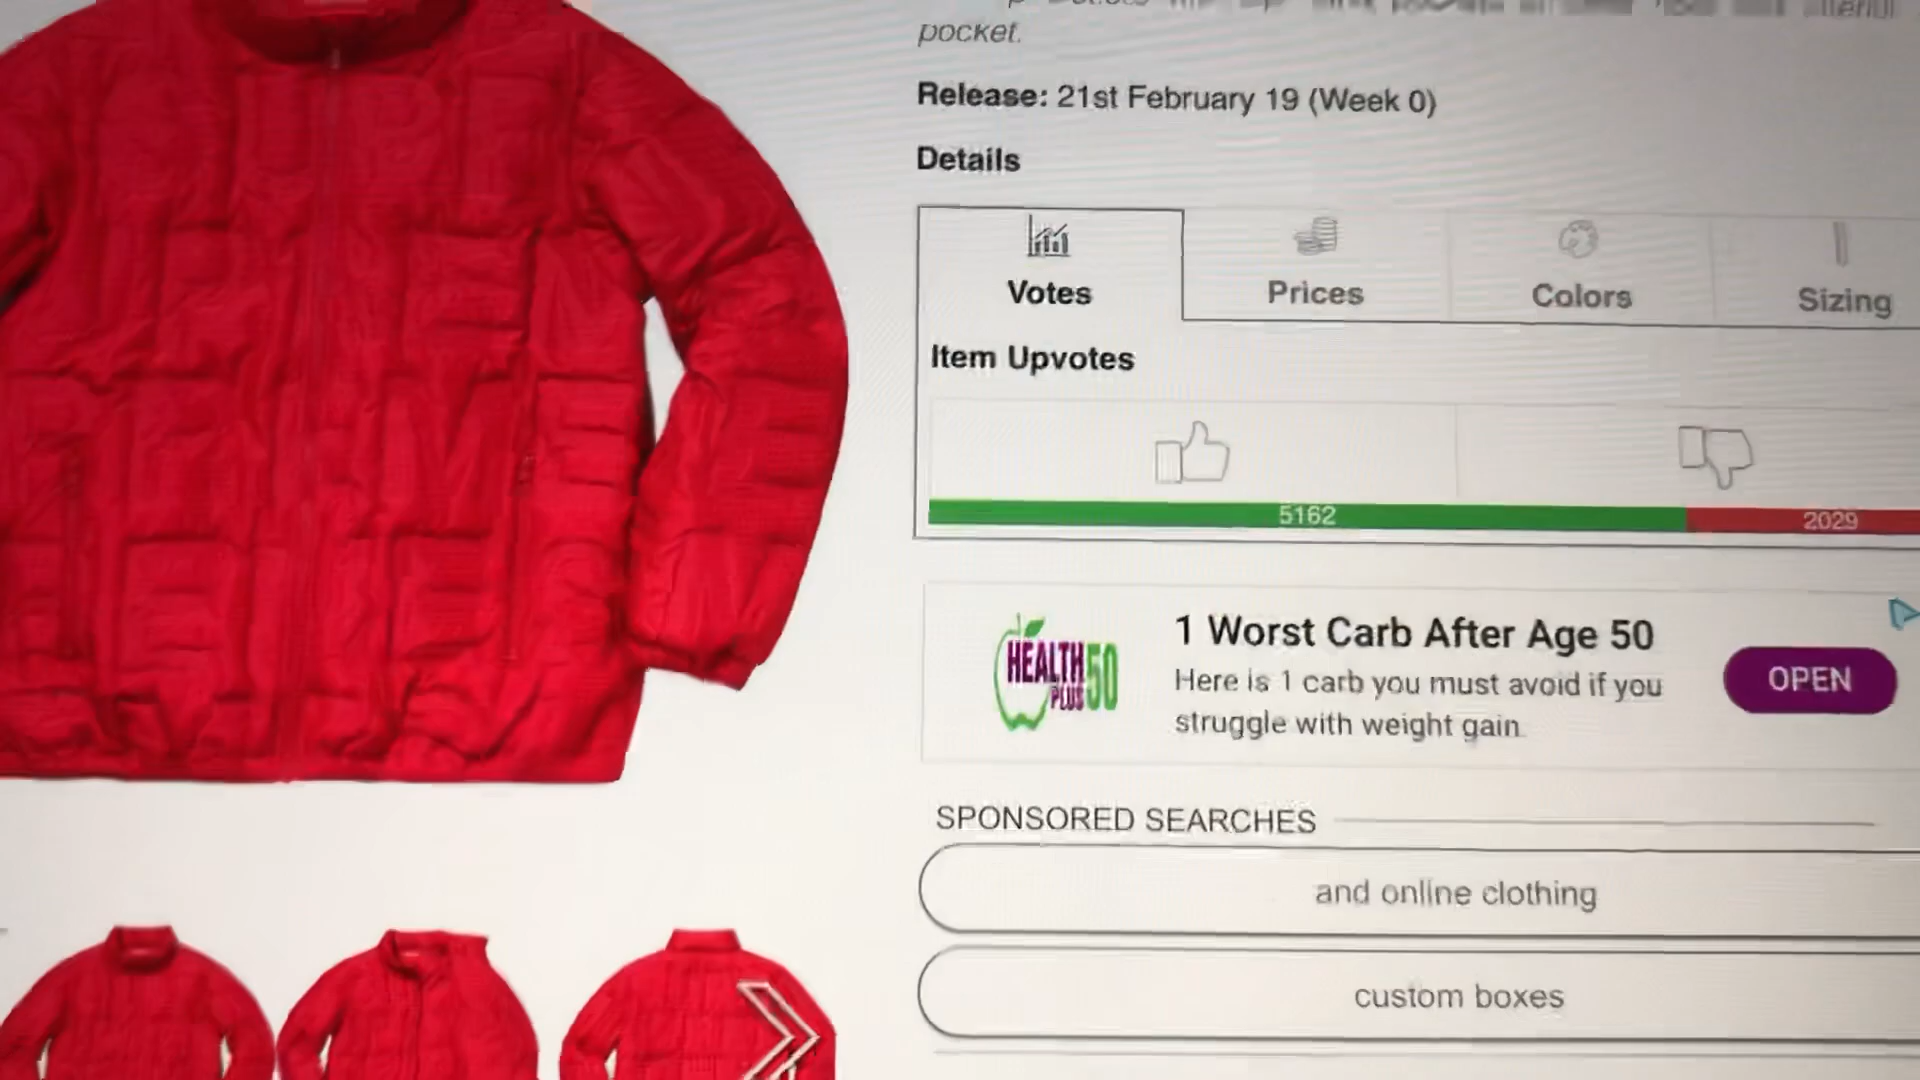 pocket.
Release: 21st February 19 (Week 0)
Details
Votes
Prices
Colors
Sizing
Item Upvotes
5162
2029
HEALTH
PLUS 50
1 Worst Carb After Age 50
Here is 1 carb you must avoid if you
struggle with weight gain.
OPEN
SPONSORED SEARCHES
and online clothing
custom boxes